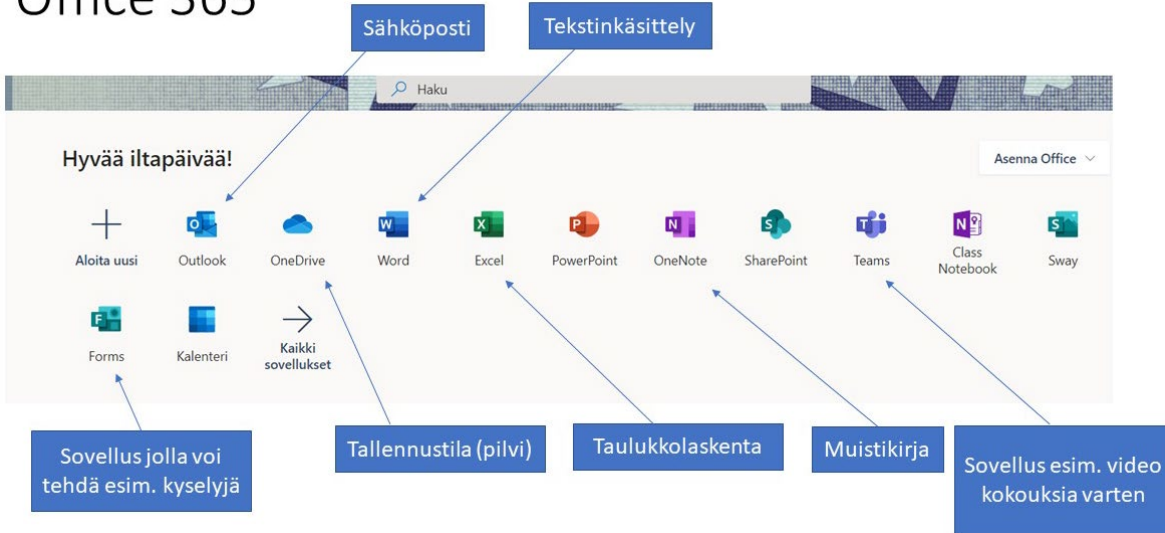 Office 365
Sähköposti
Tekstinkäsittely
Haku
Hyvää iltapäivää!
Asenna Office
Aloita uusi
Outlook
OneDrive
Word
Excel
PowerPoint
OneNote
SharePoint
Teams
Class
Notebook
Sway
Forms
Kalenteri
Kaikki
sovellukset
Sovellus jolla voi
tehdä esim. kyselyjä
Tallennustila (pilvi)
Taulukkolaskenta
Muistikirja
Sovellus esim. video
kokouksia varten